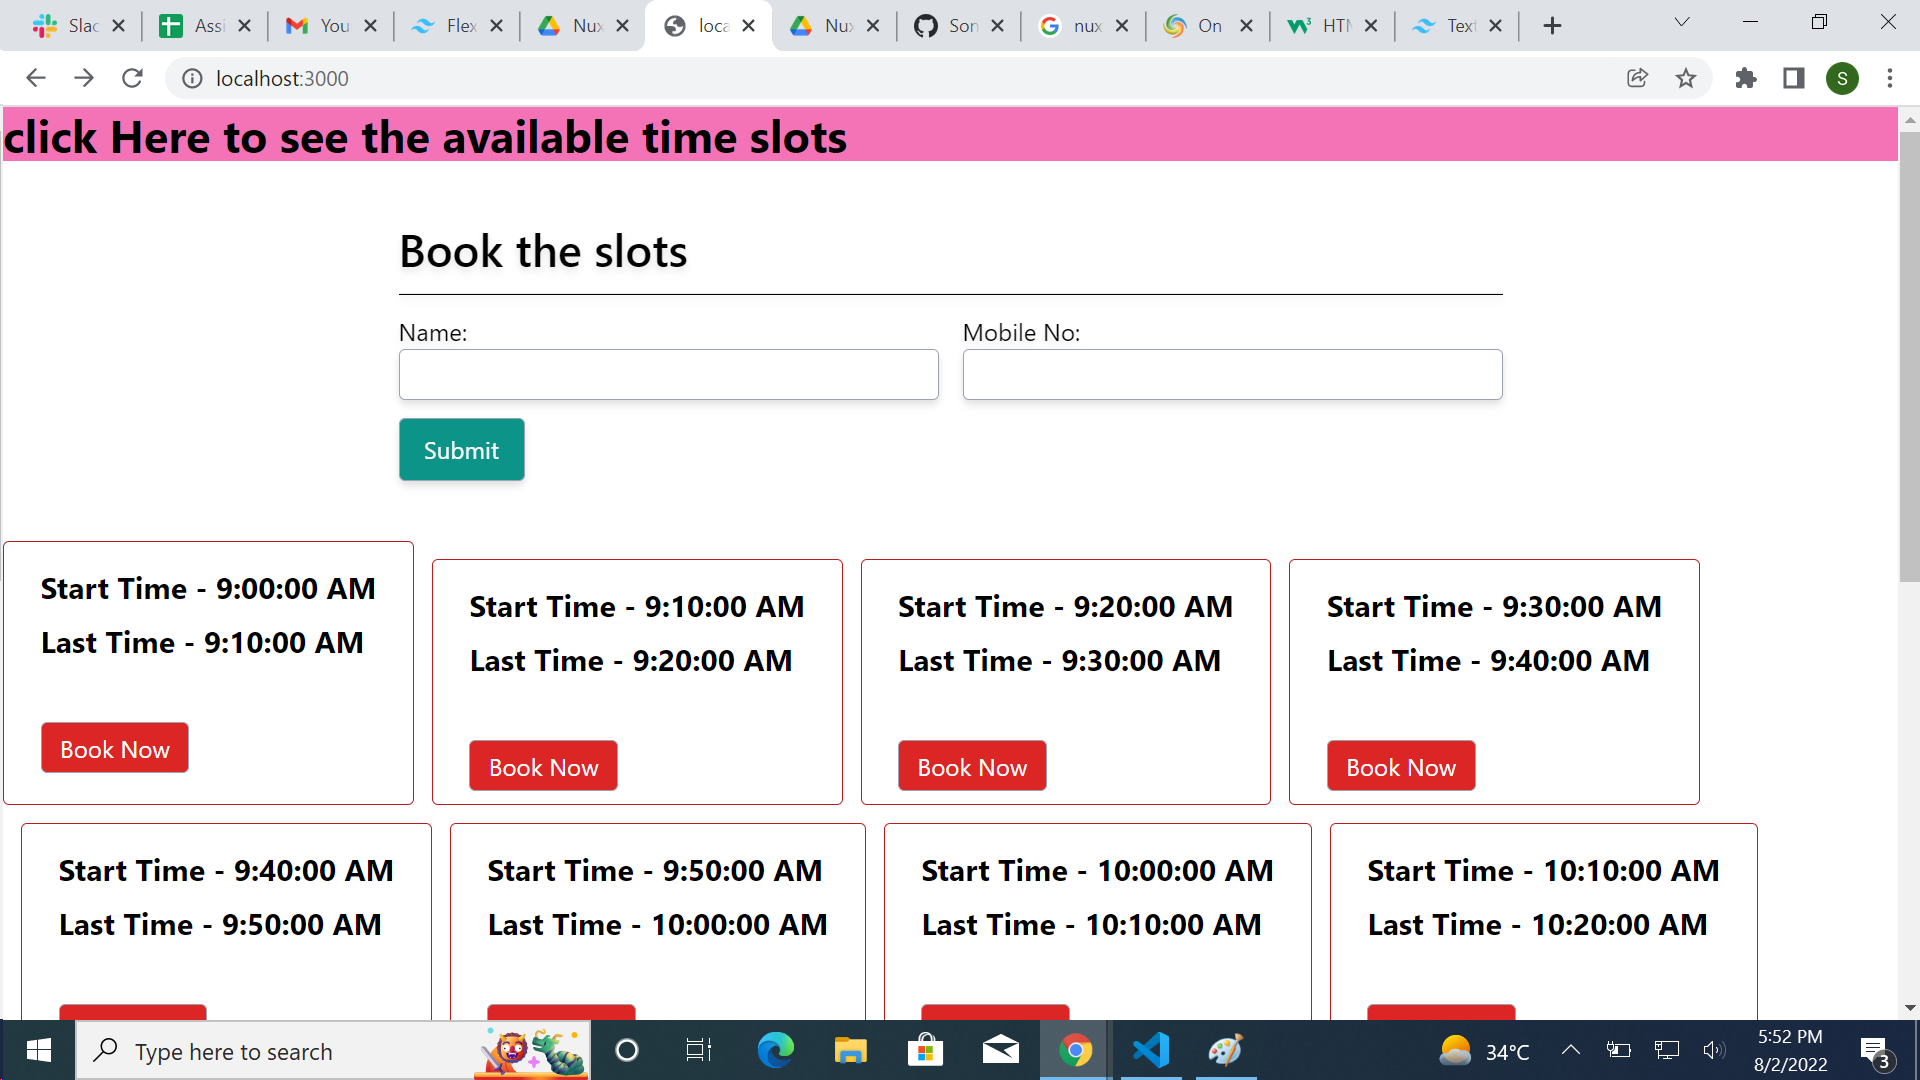 Slac Assi You Flex Nux loca Nux Son nux On HTM Text
localhost:3000
S
click Here to see the available time slots
Book the slots
Name: Mobile No:
Submit
Start Time - 9:00:00 AM
Last Time - 9:10:00 AM
Book Now
Start Time - 9:10:00 AM
Last Time - 9:20:00 AM
Book Now
Start Time - 9:20:00 AM
Last Time - 9:30:00 AM
Book Now
Start Time - 9:30:00 AM
Last Time - 9:40:00 AM
Book Now
Start Time - 9:40:00 AM
Last Time - 9:50:00 AM
Start Time - 9:50:00 AM
Last Time - 10:00:00 AM
Start Time - 10:00:00 AM
Last Time - 10:10:00 AM
Start Time - 10:10:00 AM
Last Time - 10:20:00 AM
Type here to search
34°C
5:52 PM
8/2/2022
3